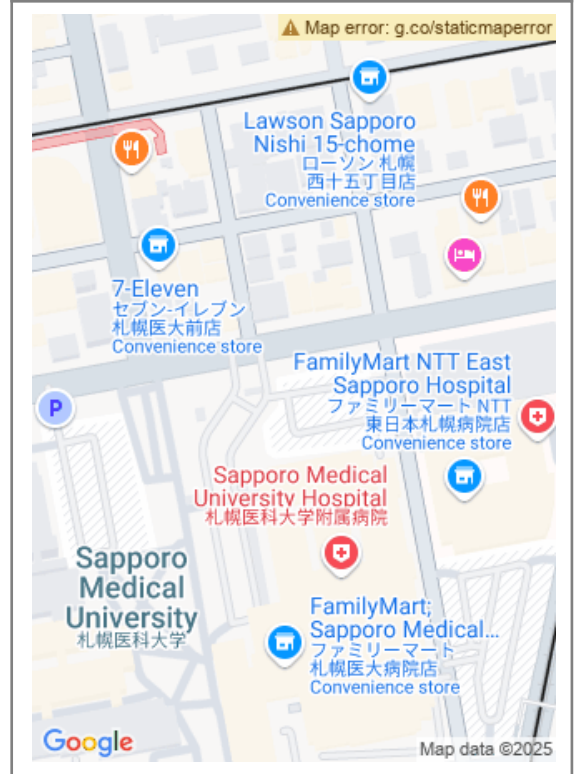 Map error: g.co/staticmaperror
Lawson Sapporo
Nishi 15-chome
ローソン 札幌
西十五丁目店
Convenience store
7-Eleven
セブン-イレブン
札幌医大前店
Convenience store
FamilyMart NTT East
Sapporo Hospital
ファミリーマート NTT
東日本札幌病院店
Convenience store
P
Sapporo Medical
University Hospital
札幌医科大学附属病院
Sapporo
Medical
University
札幌医科大学
FamilyMart;
Sapporo Medical...
ファミリーマート
札幌医大病院店
Convenience store
Google
Map data ©2025